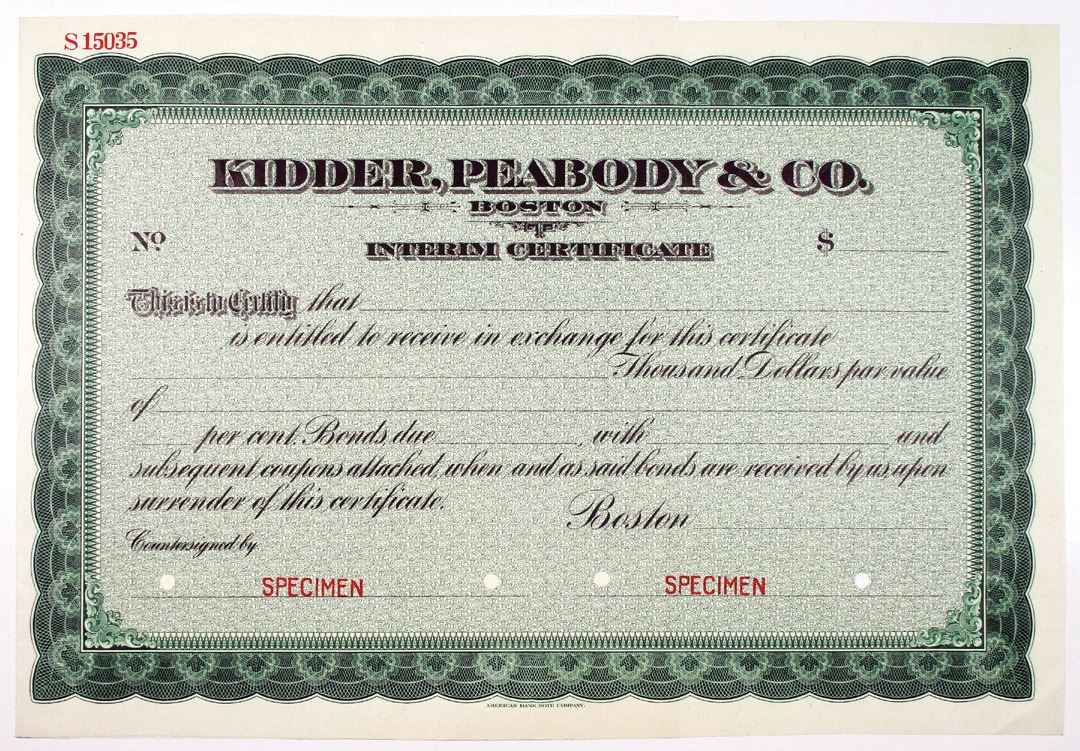 S 15035
KIDDER, PEABODY & CO.
BOSTON
No $
INTERIM CERTIFICATE
This is to Certify that
is entitled to receive in exchange for this certificate
Thousand Dollars par value
of
per cent. Bonds due , with and
subsequent coupons attached, when and as said bonds are received by us, upon
surrender of this certificate.
Boston
Countersigned by
SPECIMEN SPECIMEN
AMERICAN BANK NOTE COMPANY.